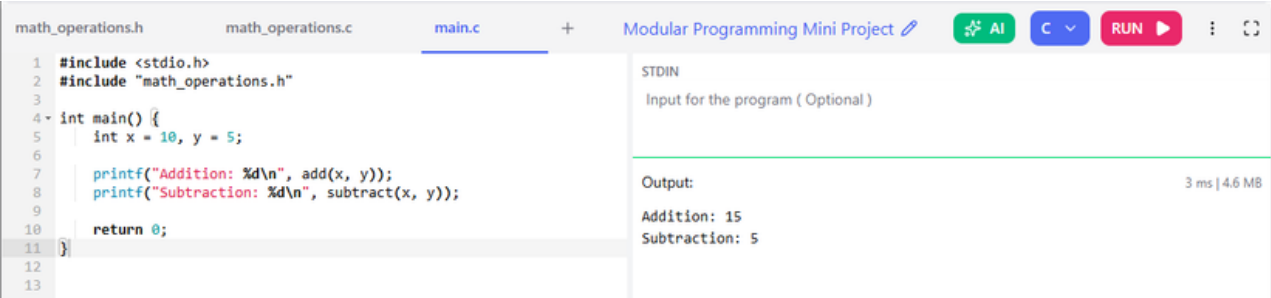 math_operations.h math_operations.c main.c + Modular Programming Mini Project AI C RUN
1 #include <stdio.h>
2 #include "math_operations.h"
3
4 int main() {
5     int x = 10, y = 5;
6
7     printf("Addition: %d\n", add(x, y));
8     printf("Subtraction: %d\n", subtract(x, y));
9
10     return 0;
11 }
12
13
STDIN
Input for the program ( Optional )
Output: 3 ms | 4.6 MB
Addition: 15
Subtraction: 5